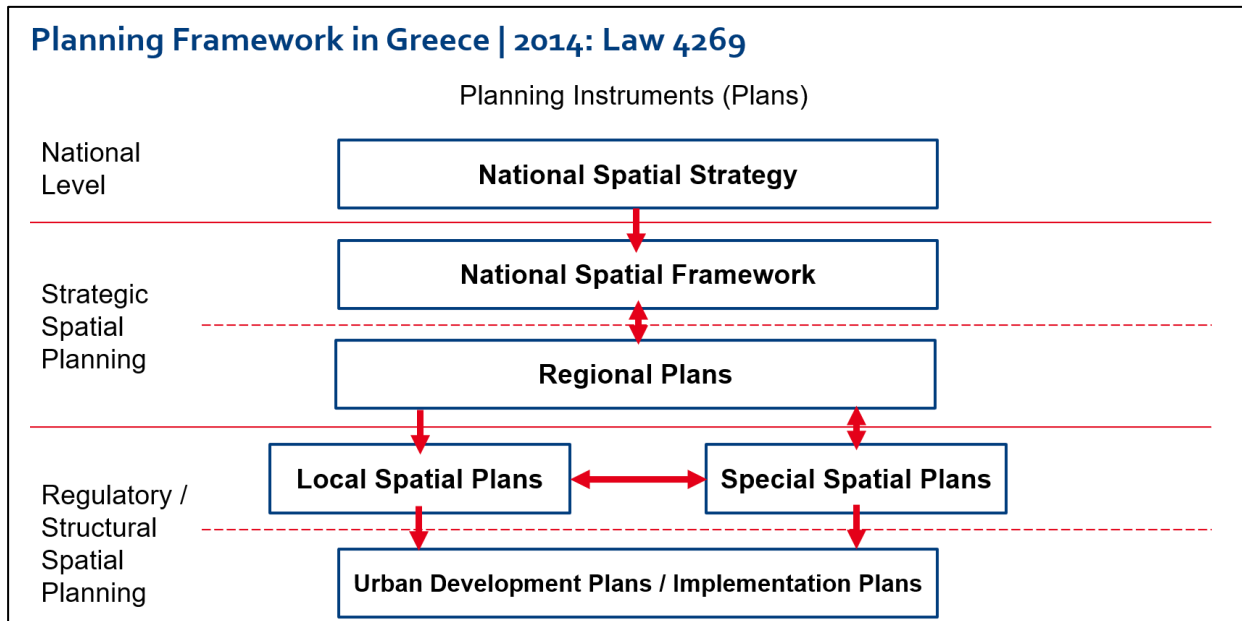 Planning Framework in Greece | 2014: Law 4269
Planning Instruments (Plans)
National
Level
National Spatial Strategy
Strategic
Spatial
Planning
National Spatial Framework
Regional Plans
Regulatory /
Structural
Spatial
Planning
Local Spatial Plans
Special Spatial Plans
Urban Development Plans / Implementation Plans